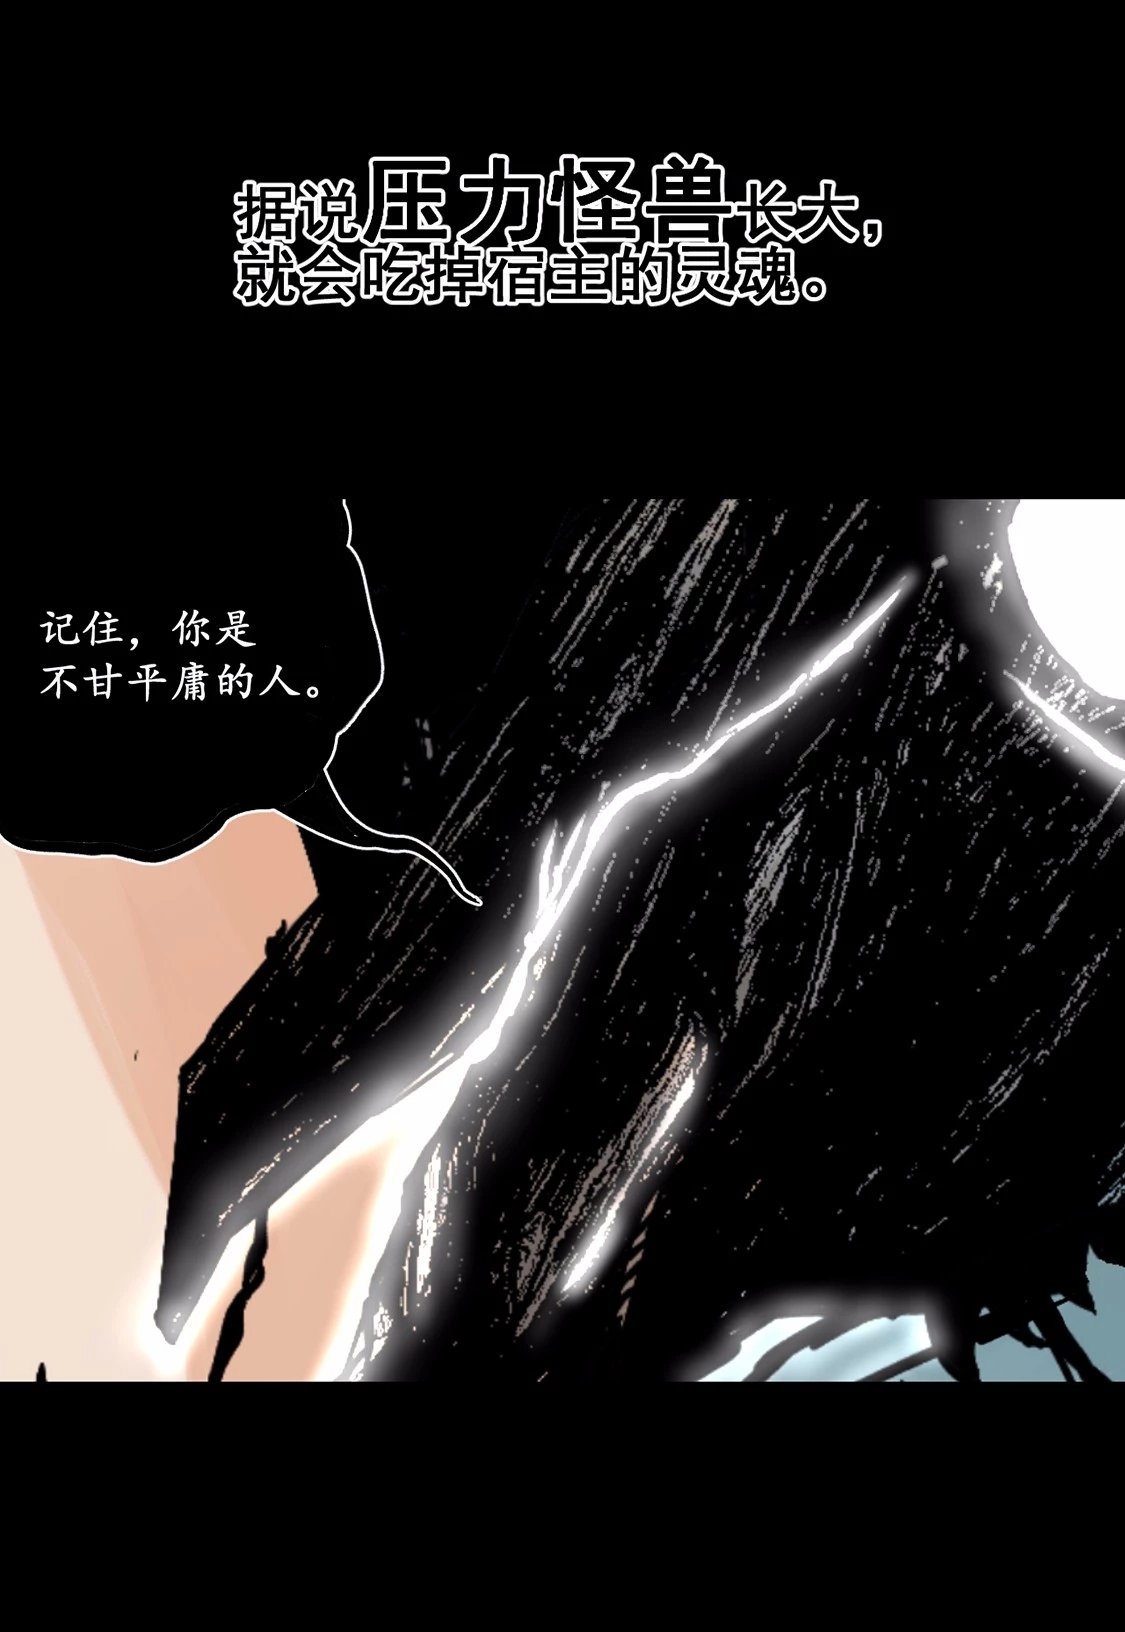 据说压力怪兽长大，
就会吃掉宿主的灵魂。
记住，你是
不甘平庸的人。